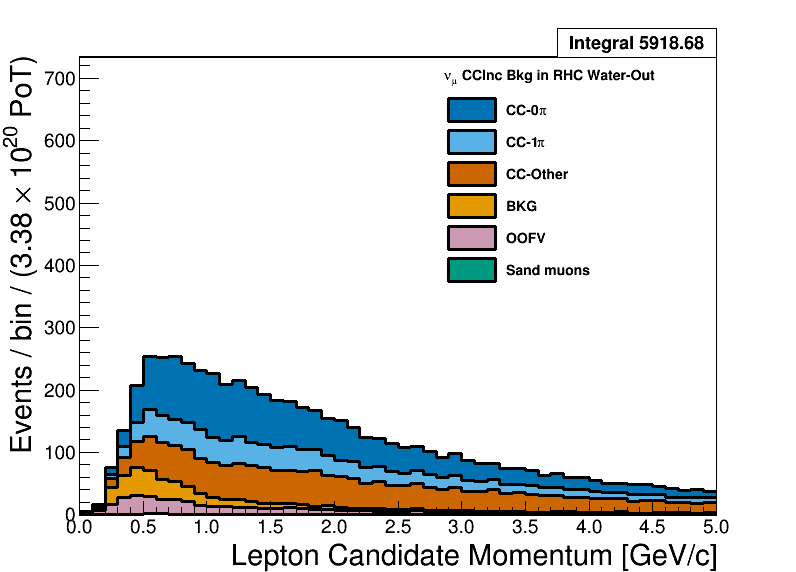 Integral 5918.68
νμ CCInc Bkg in RHC Water-Out
CC-0π
CC-1π
CC-Other
BKG
OOFV
Sand muons
Events / bin / (3.38 × 10^20 PoT)
700
600
500
400
300
200
100
0
0.0 0.5 1.0 1.5 2.0 2.5 3.0 3.5 4.0 4.5 5.0
Lepton Candidate Momentum [GeV/c]